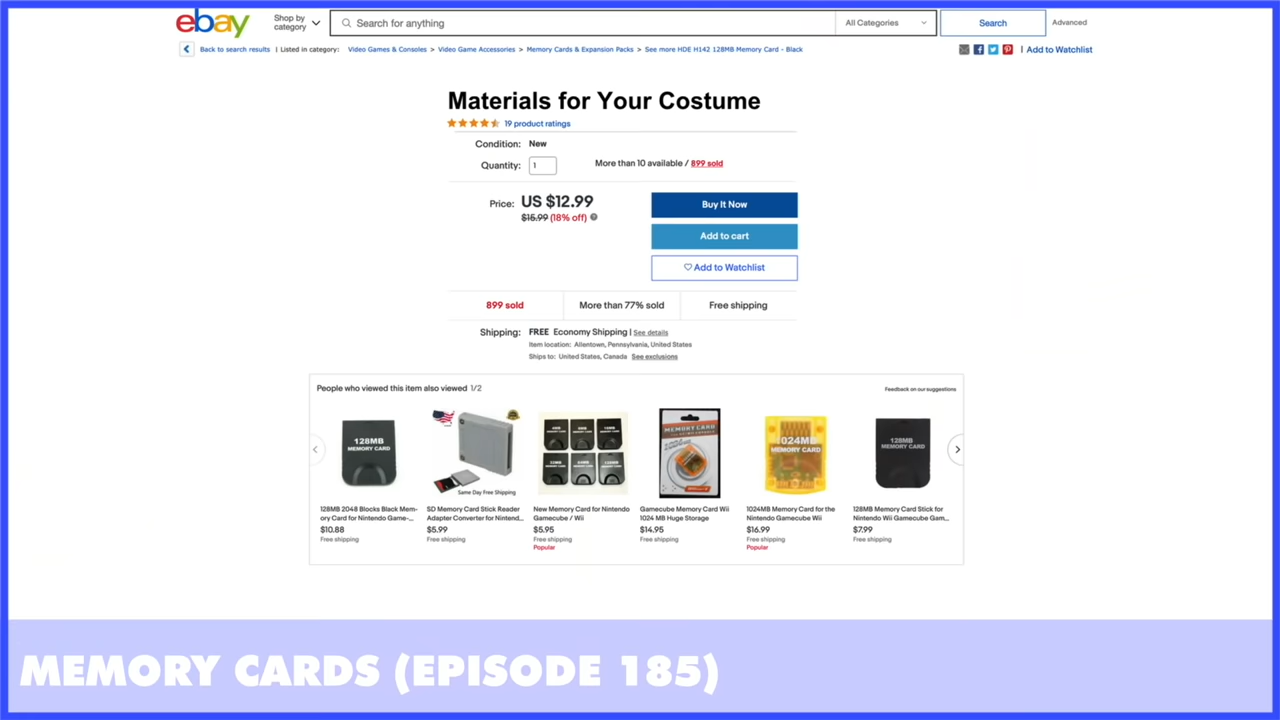 ebay
Shop by category
Search for anything
All Categories
Search
Advanced
Back to search results | Listed in category: Video Games & Consoles > Video Game Accessories > Memory Cards & Expansion Packs > See more HDE H142 128MB Memory Card - Black
| Add to Watchlist
Materials for Your Costume
19 product ratings
Condition: New
Quantity: 1 More than 10 available / 899 sold
Price: US $12.99
$15.99 (18% off)
Buy It Now
Add to cart
Add to Watchlist
899 sold More than 77% sold Free shipping
Shipping: FREE Economy Shipping | See details
Item location: Allentown, Pennsylvania, United States
Ships to: United States, Canada See exclusions
People who viewed this item also viewed 1/2
Feedback on our suggestions
128MB
MEMORY CARD
128MB 2048 Blocks Black Mem-
ory Card for Nintendo Game-...
$10.88
Free shipping
Same Day Free Shipping
SD Memory Card Stick Reader
Adapter Converter for Nintend...
$5.99
Free shipping
New Memory Card for Nintendo
Gamecube / Wii
$5.95
Free shipping
Popular
MEMORY CARD
Gamecube Memory Card Wii
1024 MB Huge Storage
$14.95
Free shipping
1024MB
MEMORY CARD
1024MB Memory Card for the
Nintendo Gamecube Wii
$16.99
Free shipping
Popular
128MB
MEMORY CARD
128MB Memory Card Stick for
Nintendo Wii Gamecube Gam...
$7.99
Free shipping
MEMORY CARDS (EPISODE 185)